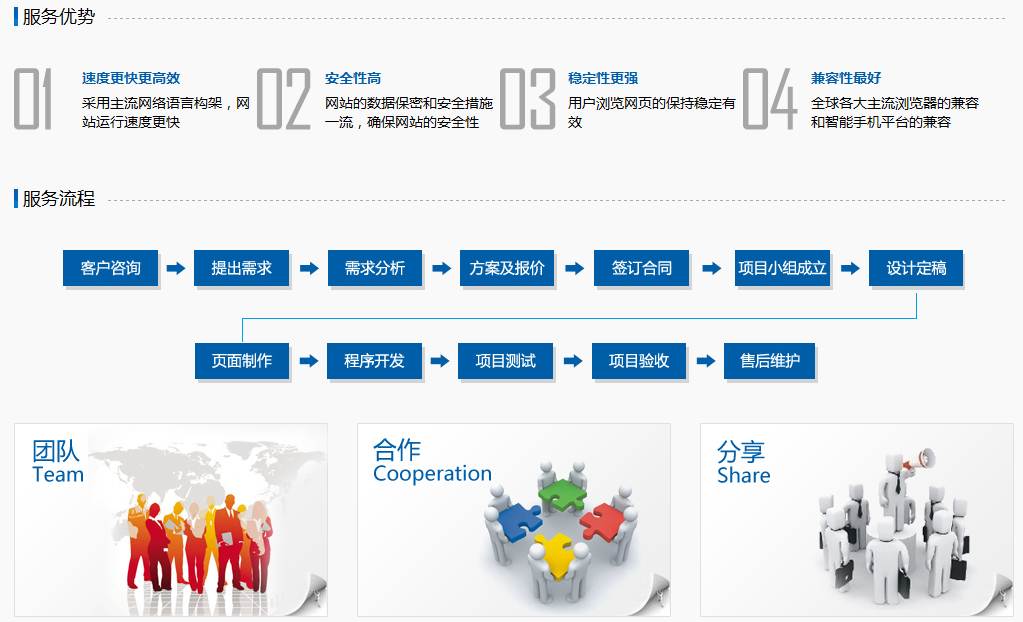 服务优势
01
速度更快更高效
采用主流网络语言构架，网
站运行速度更快
02
安全性高
网站的数据保密和安全措施
一流，确保网站的安全性
03
稳定性更强
用户浏览网页的保持稳定有
效
04
兼容性最好
全球各大主流浏览器的兼容
和智能手机平台的兼容
服务流程
客户咨询
提出需求
需求分析
方案及报价
签订合同
项目小组成立
设计定稿
页面制作
程序开发
项目测试
项目验收
售后维护
团队
Team
合作
Cooperation
分享
Share